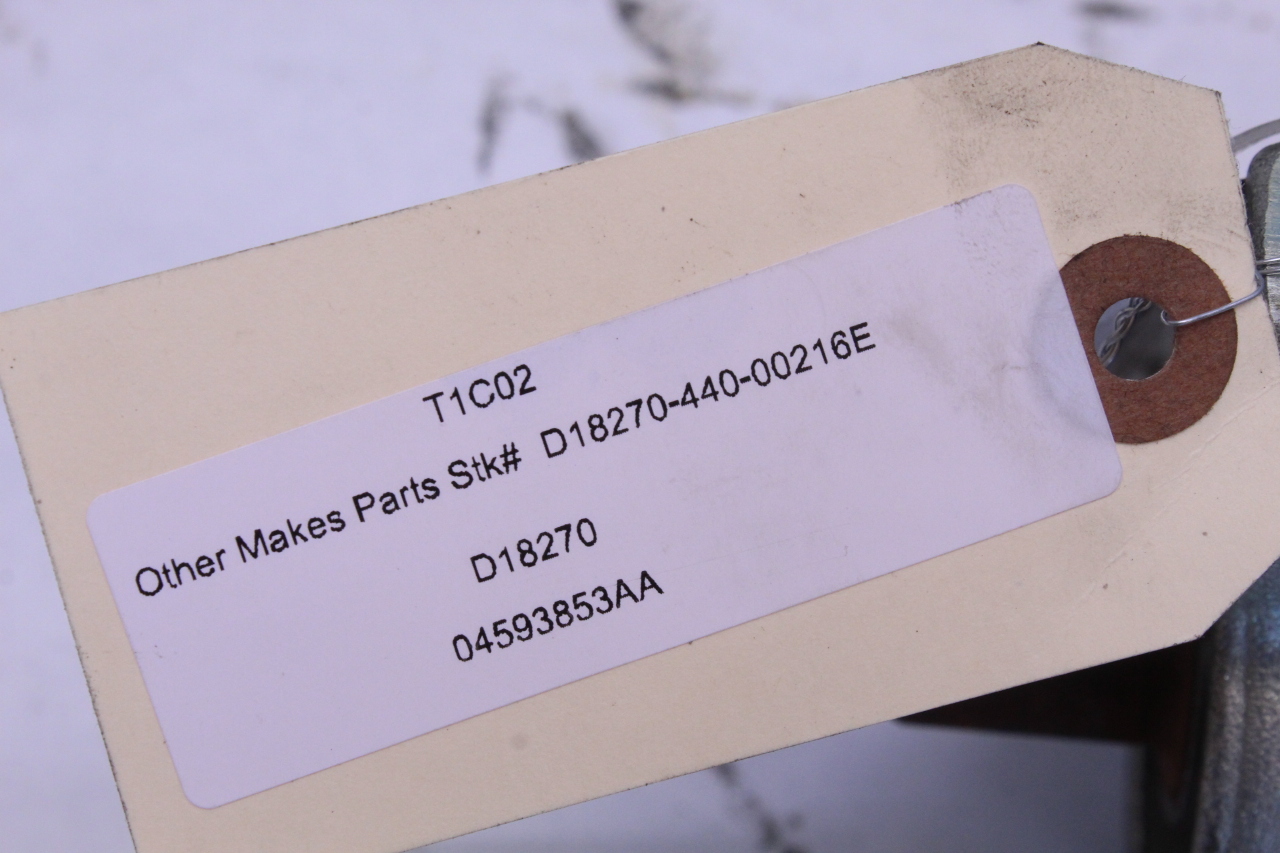 T1C02
Other Makes Parts Stk# D18270-440-00216E
D18270
04593853AA